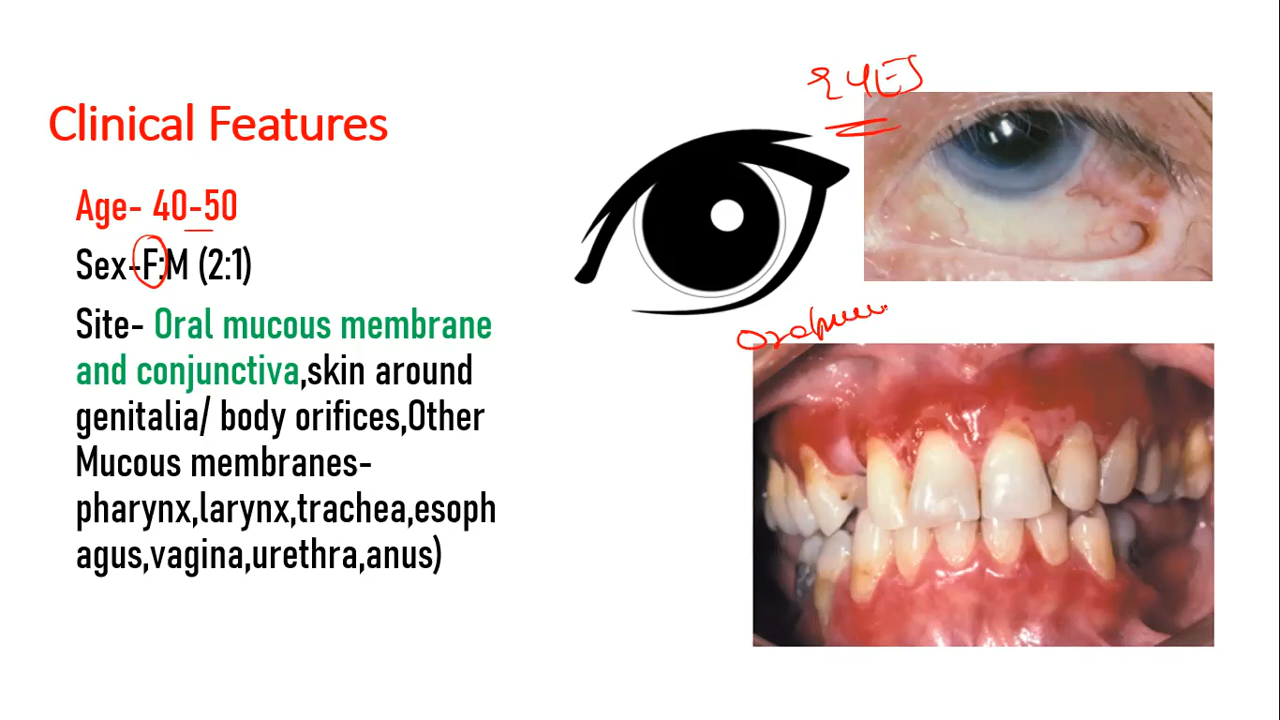 Clinical Features
Age- 40-50
Sex-F:M (2:1)
Site- Oral mucous membrane
and conjunctiva,skin around
genitalia/ body orifices,Other
Mucous membranes-
pharynx,larynx,trachea,esoph
agus,vagina,urethra,anus)